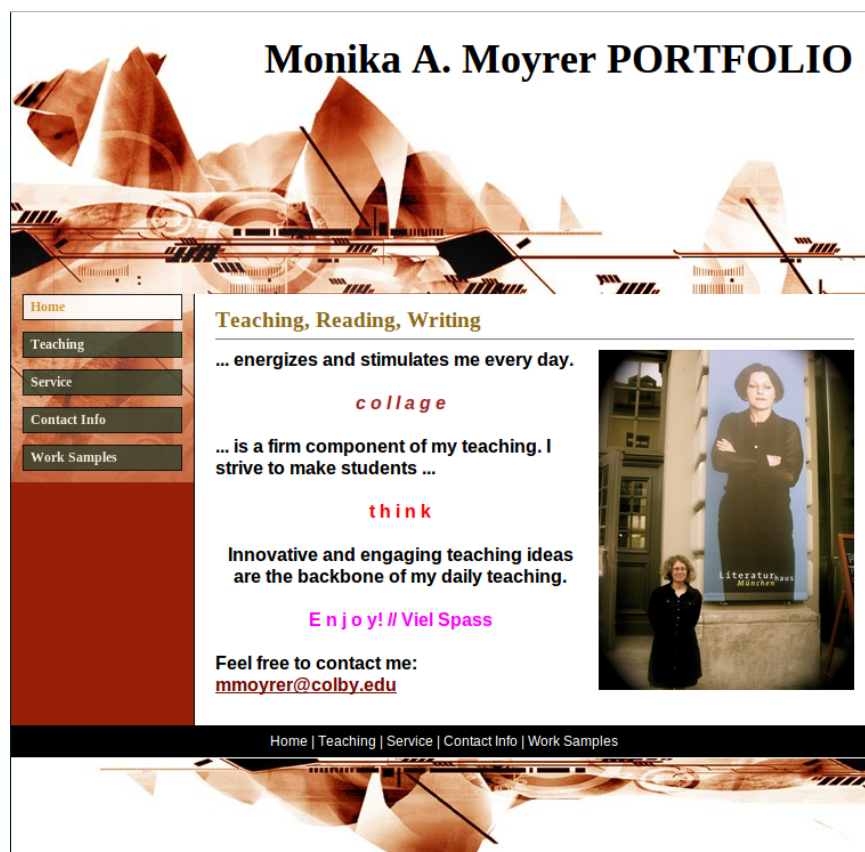 Monika A. Moyrer PORTFOLIO
Home
Teaching
Service
Contact Info
Work Samples
Teaching, Reading, Writing
... energizes and stimulates me every day.
c o l l a g e
... is a firm component of my teaching. I
strive to make students ...
t h i n k
Innovative and engaging teaching ideas
are the backbone of my daily teaching.
E n j o y! // Viel Spass
Feel free to contact me:
mmoyrer@colby.edu
Literaturhaus
München
Home | Teaching | Service | Contact Info | Work Samples